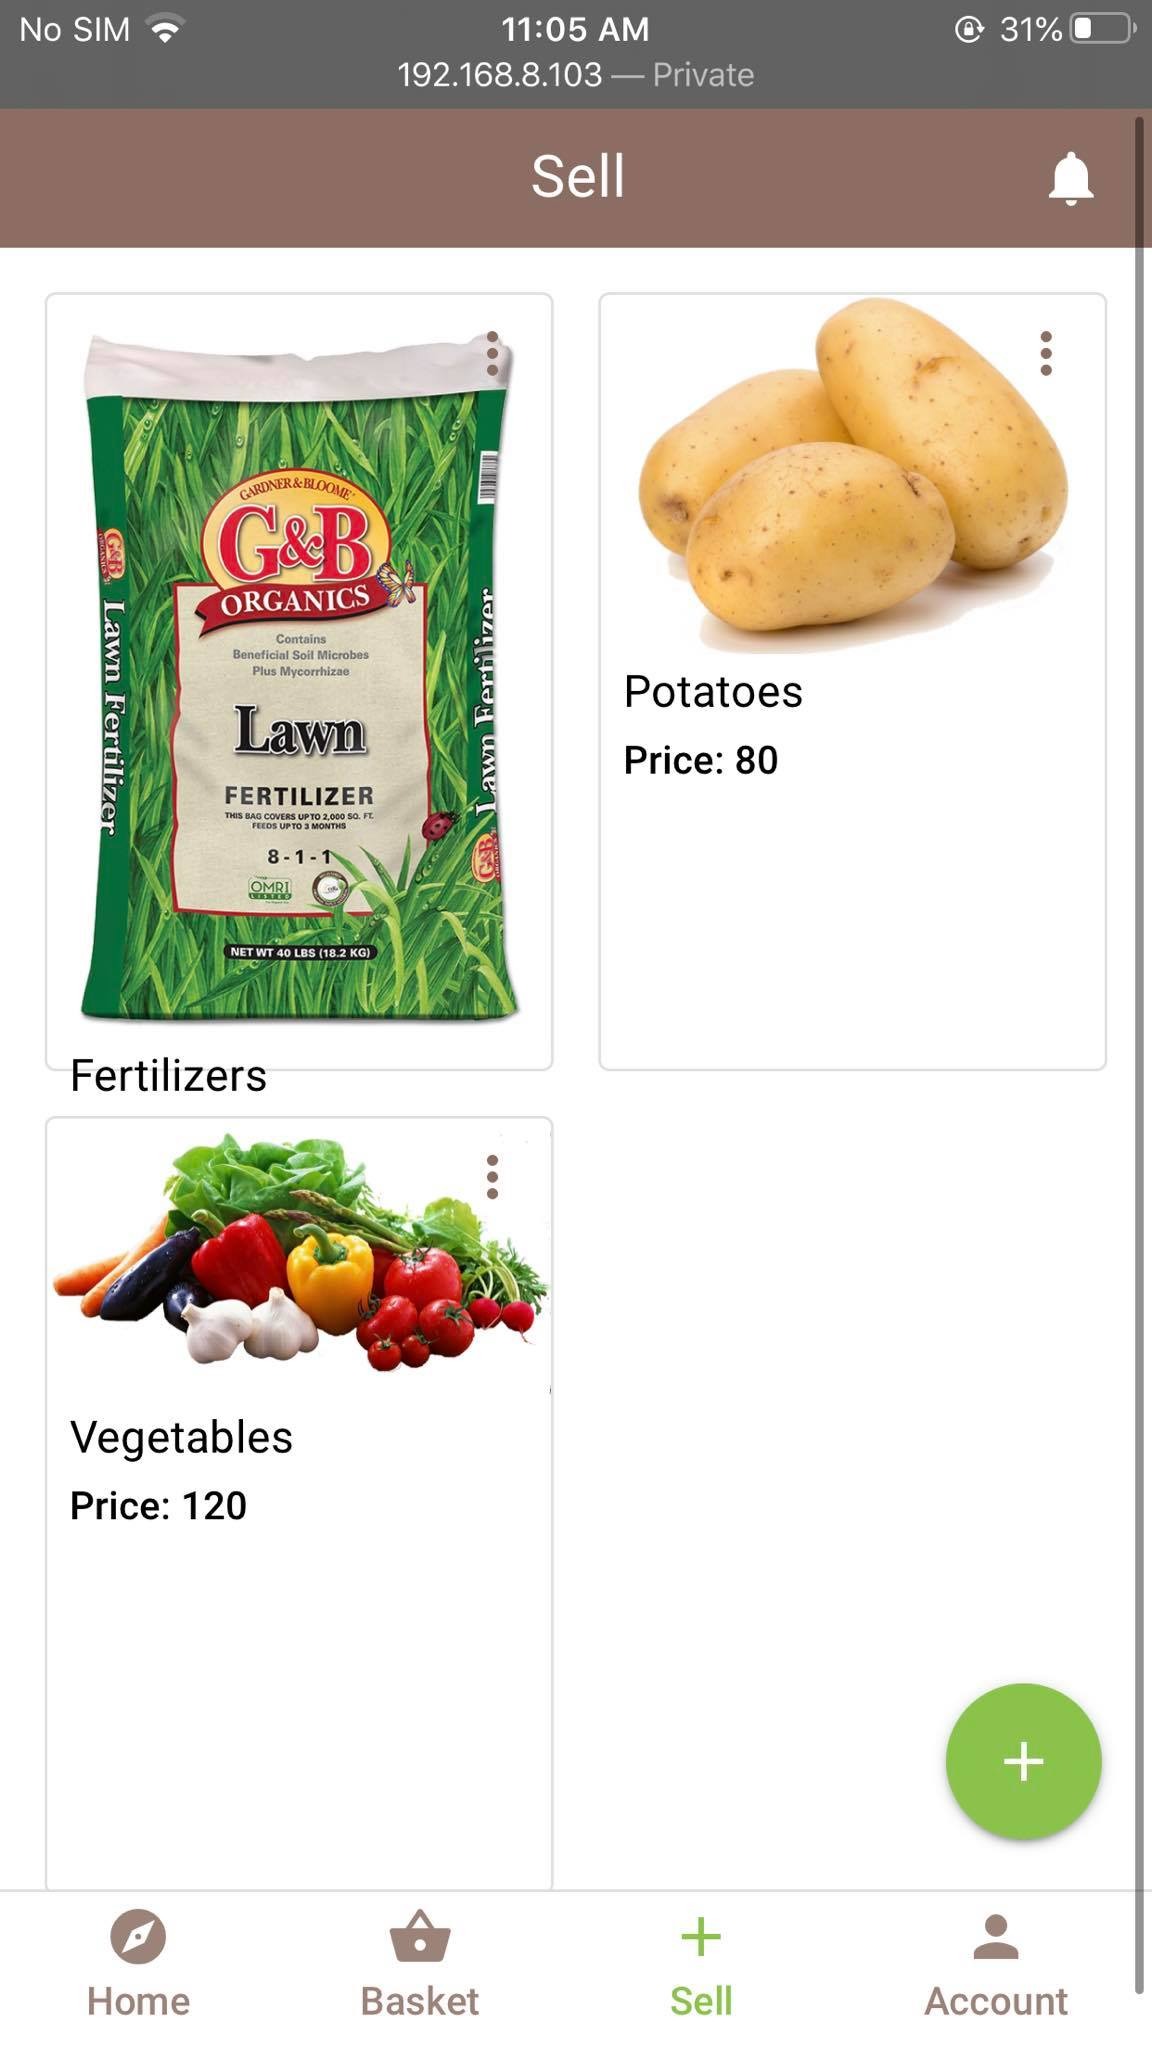 No SIM 11:05 AM 31%
192.168.8.103 — Private
Sell
GARDNER & BLOOME
G&B
ORGANICS
Contains
Beneficial Soil Microbes
Plus Mycorrhizae
Lawn
FERTILIZER
THIS BAG COVERS UP TO 2,000 SQ. FT.
FEEDS UP TO 3 MONTHS
8-1-1
OMRI
LISTED
NET WT 40 LBS (18.2 KG)
G&B
Lawn Fertilizer
Lawn Fertilizer
G&B
Fertilizers
Potatoes
Price: 80
Vegetables
Price: 120
Home
Basket
Sell
Account